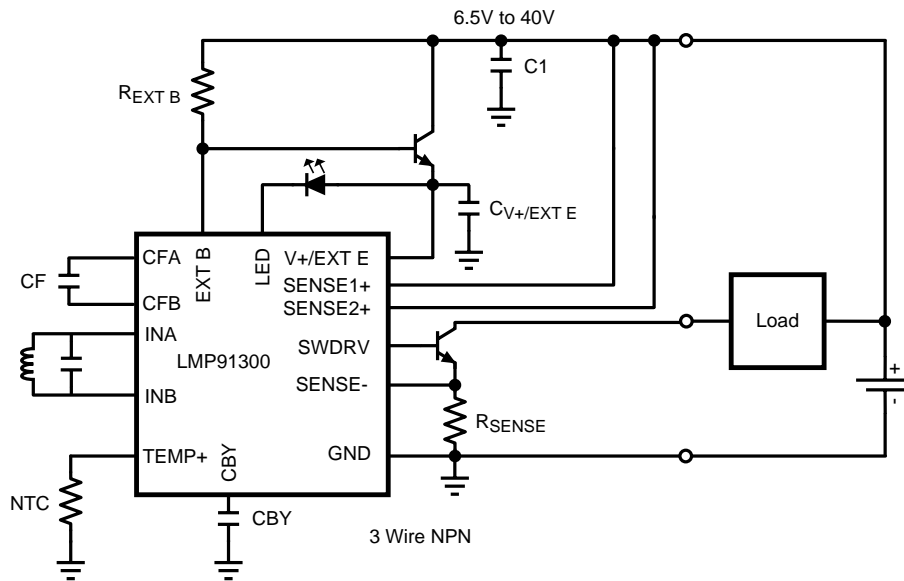 6.5V to 40V
C1
REXT B
CV+/EXT E
EXT B
LED
V+/EXT E
CFA
SENSE1+
CF
SENSE2+
CFB
INA
SWDRV
Load
LMP91300
+
SENSE-
-
INB
RSENSE
TEMP+
CBY
GND
NTC
CBY
3 Wire NPN